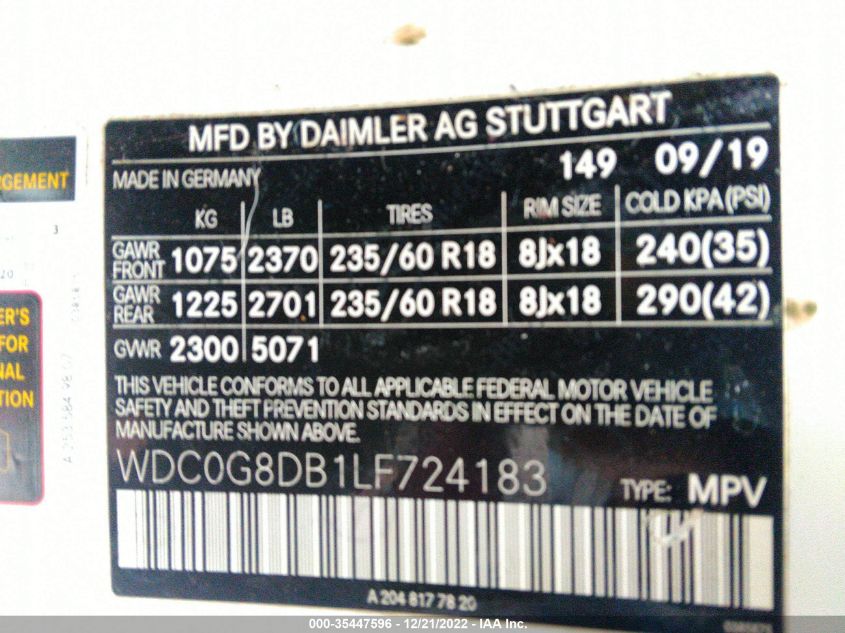 MFD BY DAIMLER AG STUTTGART
149 09/19
MADE IN GERMANY
KG LB TIRES RIM SIZE COLD KPA (PSI)
GAWR FRONT 1075 2370 235/60 R18 8Jx18 240(35)
GAWR REAR 1225 2701 235/60 R18 8Jx18 290(42)
GVWR 2300 5071
THIS VEHICLE CONFORMS TO ALL APPLICABLE FEDERAL MOTOR VEHICLE
SAFETY AND THEFT PREVENTION STANDARDS IN EFFECT ON THE DATE OF
MANUFACTURE SHOWN ABOVE.
WDC0G8DB1LF724183 TYPE: MPV
A 204 817 78 20
GEMENT
3
20
ER'S
FOR
NAL
TION
000-35447596 - 12/21/2022 - IAA Inc.